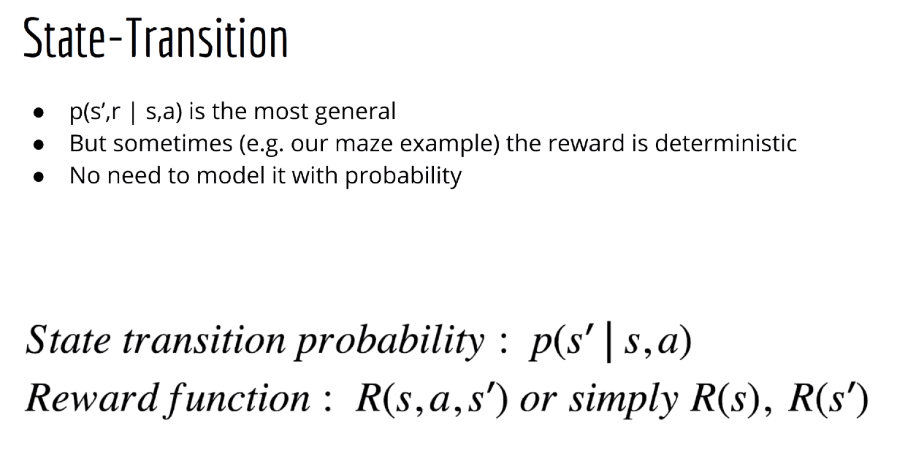 State-Transition
● p(s’,r | s,a) is the most general
● But sometimes (e.g. our maze example) the reward is deterministic
● No need to model it with probability
State transition probability : p(s′ | s,a)
Reward function : R(s,a,s′) or simply R(s), R(s′)